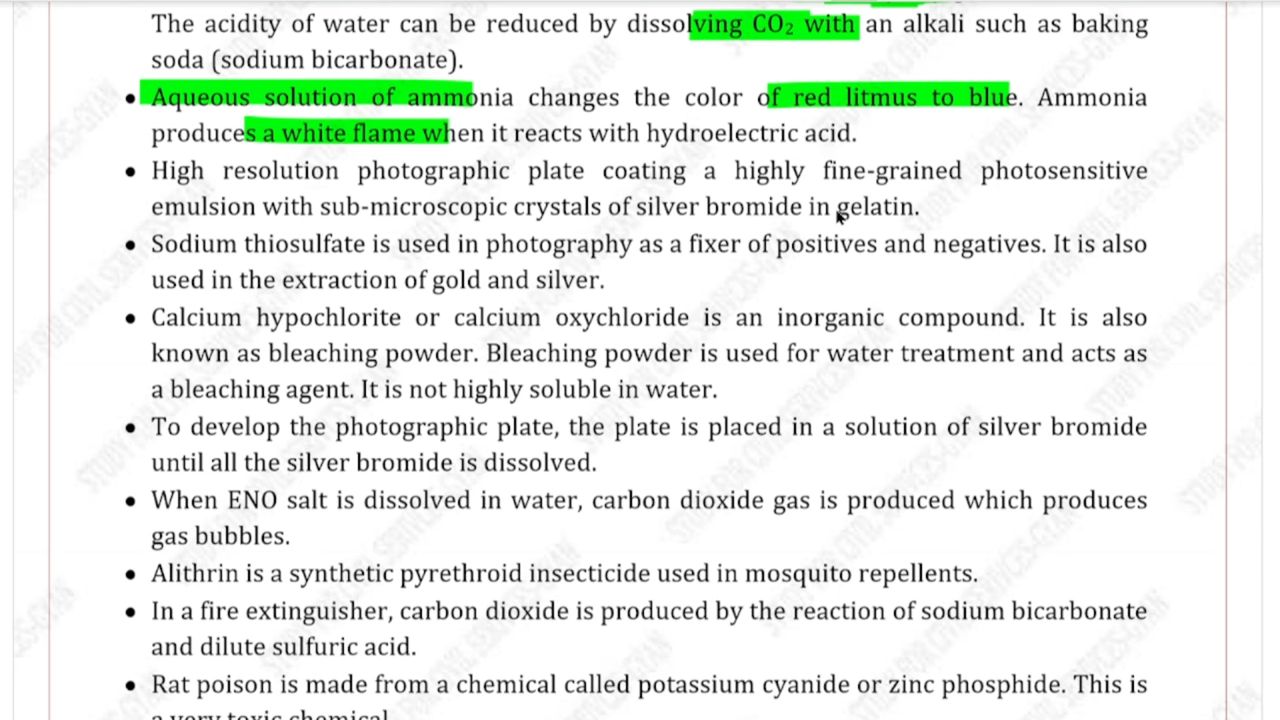 The acidity of water can be reduced by dissolving CO₂ with an alkali such as baking
soda (sodium bicarbonate).
• Aqueous solution of ammonia changes the color of red litmus to blue. Ammonia
produces a white flame when it reacts with hydroelectric acid.
• High resolution photographic plate coating a highly fine-grained photosensitive
emulsion with sub-microscopic crystals of silver bromide in gelatin.
• Sodium thiosulfate is used in photography as a fixer of positives and negatives. It is also
used in the extraction of gold and silver.
• Calcium hypochlorite or calcium oxychloride is an inorganic compound. It is also
known as bleaching powder. Bleaching powder is used for water treatment and acts as
a bleaching agent. It is not highly soluble in water.
• To develop the photographic plate, the plate is placed in a solution of silver bromide
until all the silver bromide is dissolved.
• When ENO salt is dissolved in water, carbon dioxide gas is produced which produces
gas bubbles.
• Alithrin is a synthetic pyrethroid insecticide used in mosquito repellents.
• In a fire extinguisher, carbon dioxide is produced by the reaction of sodium bicarbonate
and dilute sulfuric acid.
• Rat poison is made from a chemical called potassium cyanide or zinc phosphide. This is
a very toxic chemical